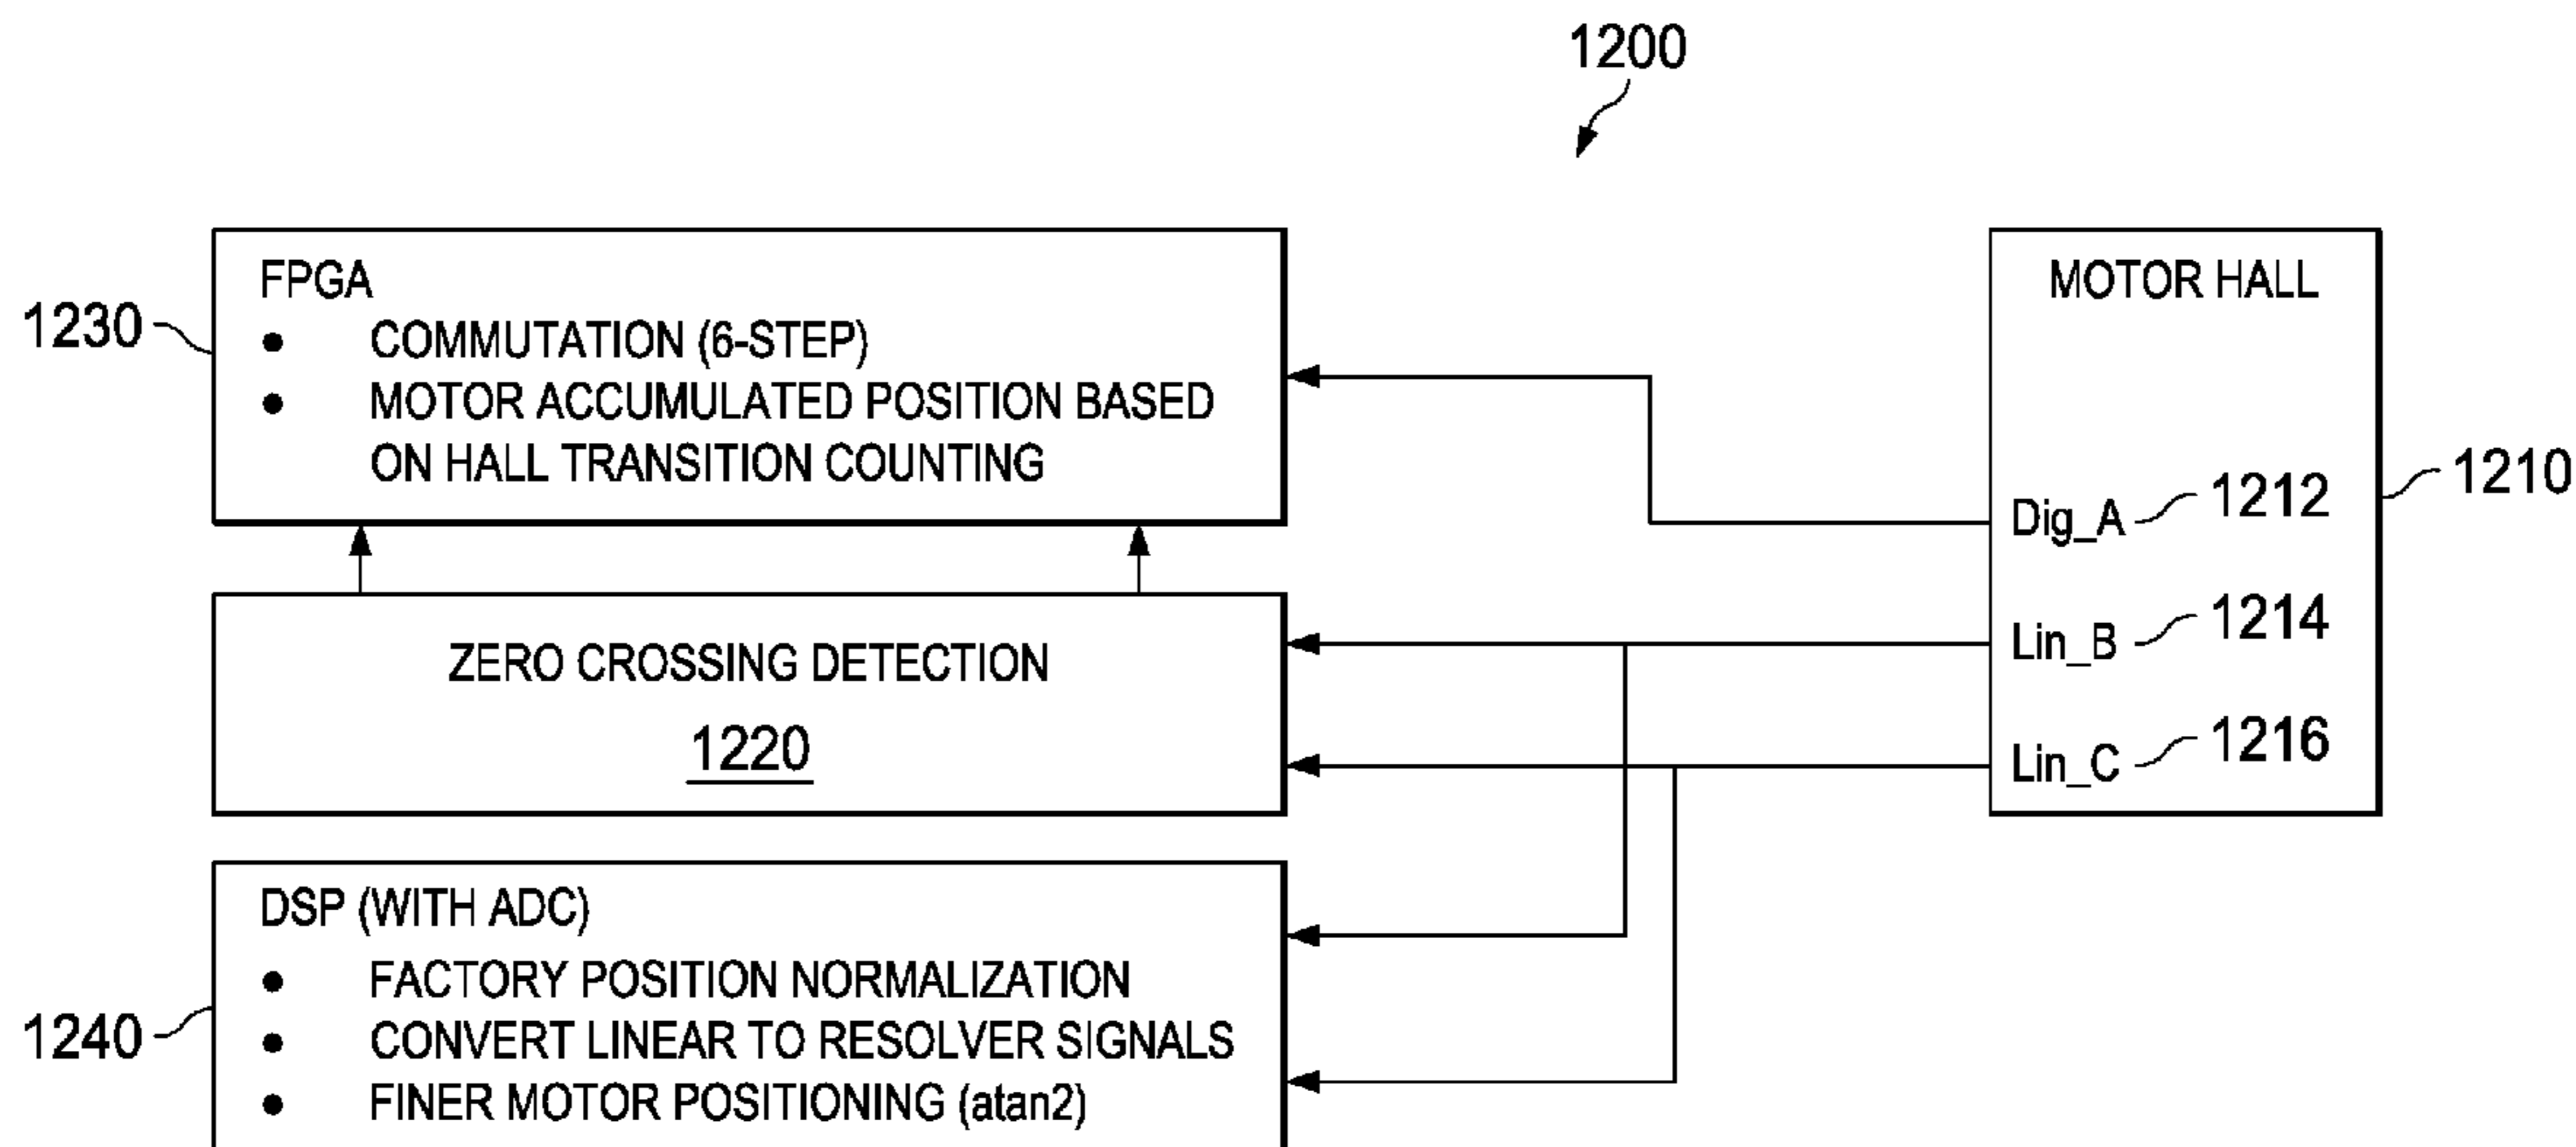 1200
FPGA
● COMMUTATION (6-STEP)
● MOTOR ACCUMULATED POSITION BASED
ON HALL TRANSITION COUNTING
1230
MOTOR HALL
Dig_A
1212
Lin_B
1214
Lin_C
1216
1210
ZERO CROSSING DETECTION
1220
DSP (WITH ADC)
● FACTORY POSITION NORMALIZATION
● CONVERT LINEAR TO RESOLVER SIGNALS
● FINER MOTOR POSITIONING (atan2)
1240